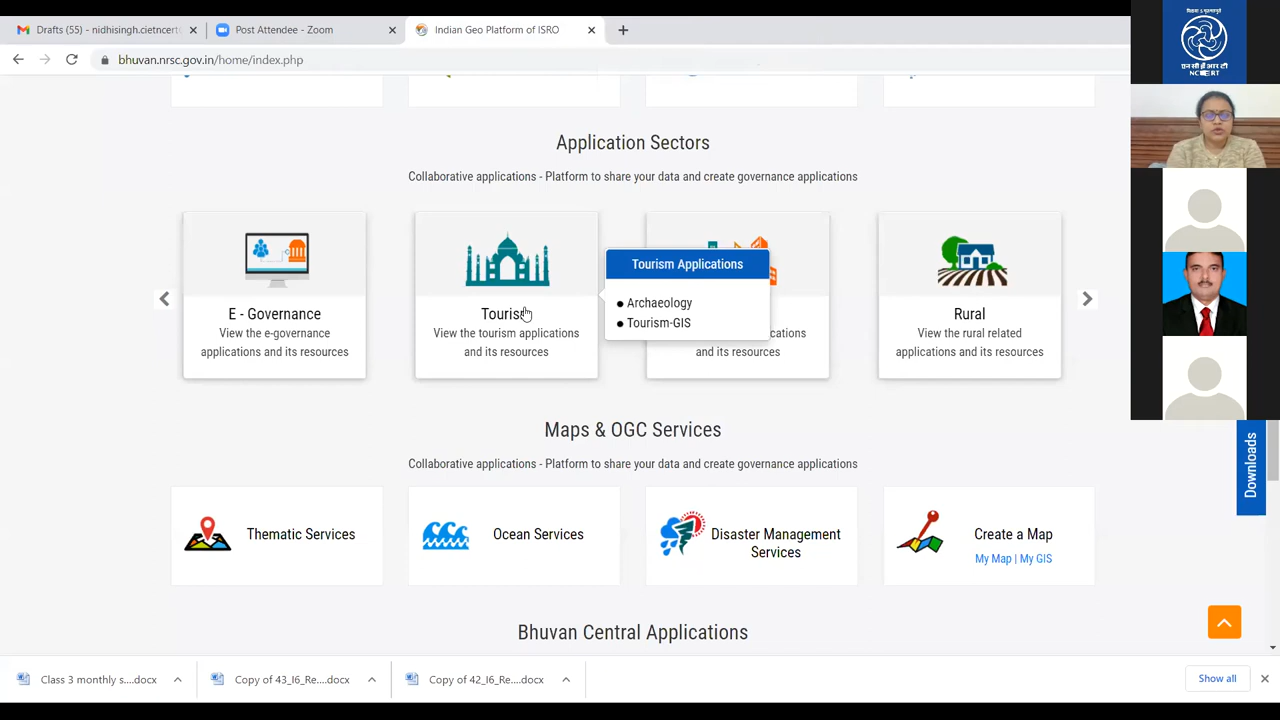 Drafts (55) - nidhisingh.cietncert
Post Attendee - Zoom
Indian Geo Platform of ISRO
bhuvan.nrsc.gov.in/home/index.php
एन सी ई आर टी
NCERT
Application Sectors
Collaborative applications - Platform to share your data and create governance applications
E - Governance
View the e-governance
applications and its resources
Tourism
View the tourism applications
and its resources
Tourism Applications
Archaeology
Tourism-GIS
and its resources
Rural
View the rural related
applications and its resources
Maps & OGC Services
Collaborative applications - Platform to share your data and create governance applications
Thematic Services
Ocean Services
Disaster Management
Services
Create a Map
My Map | My GIS
Downloads
Bhuvan Central Applications
Class 3 monthly s....docx
Copy of 43_I6_Re....docx
Copy of 42_I6_Re....docx
Show all